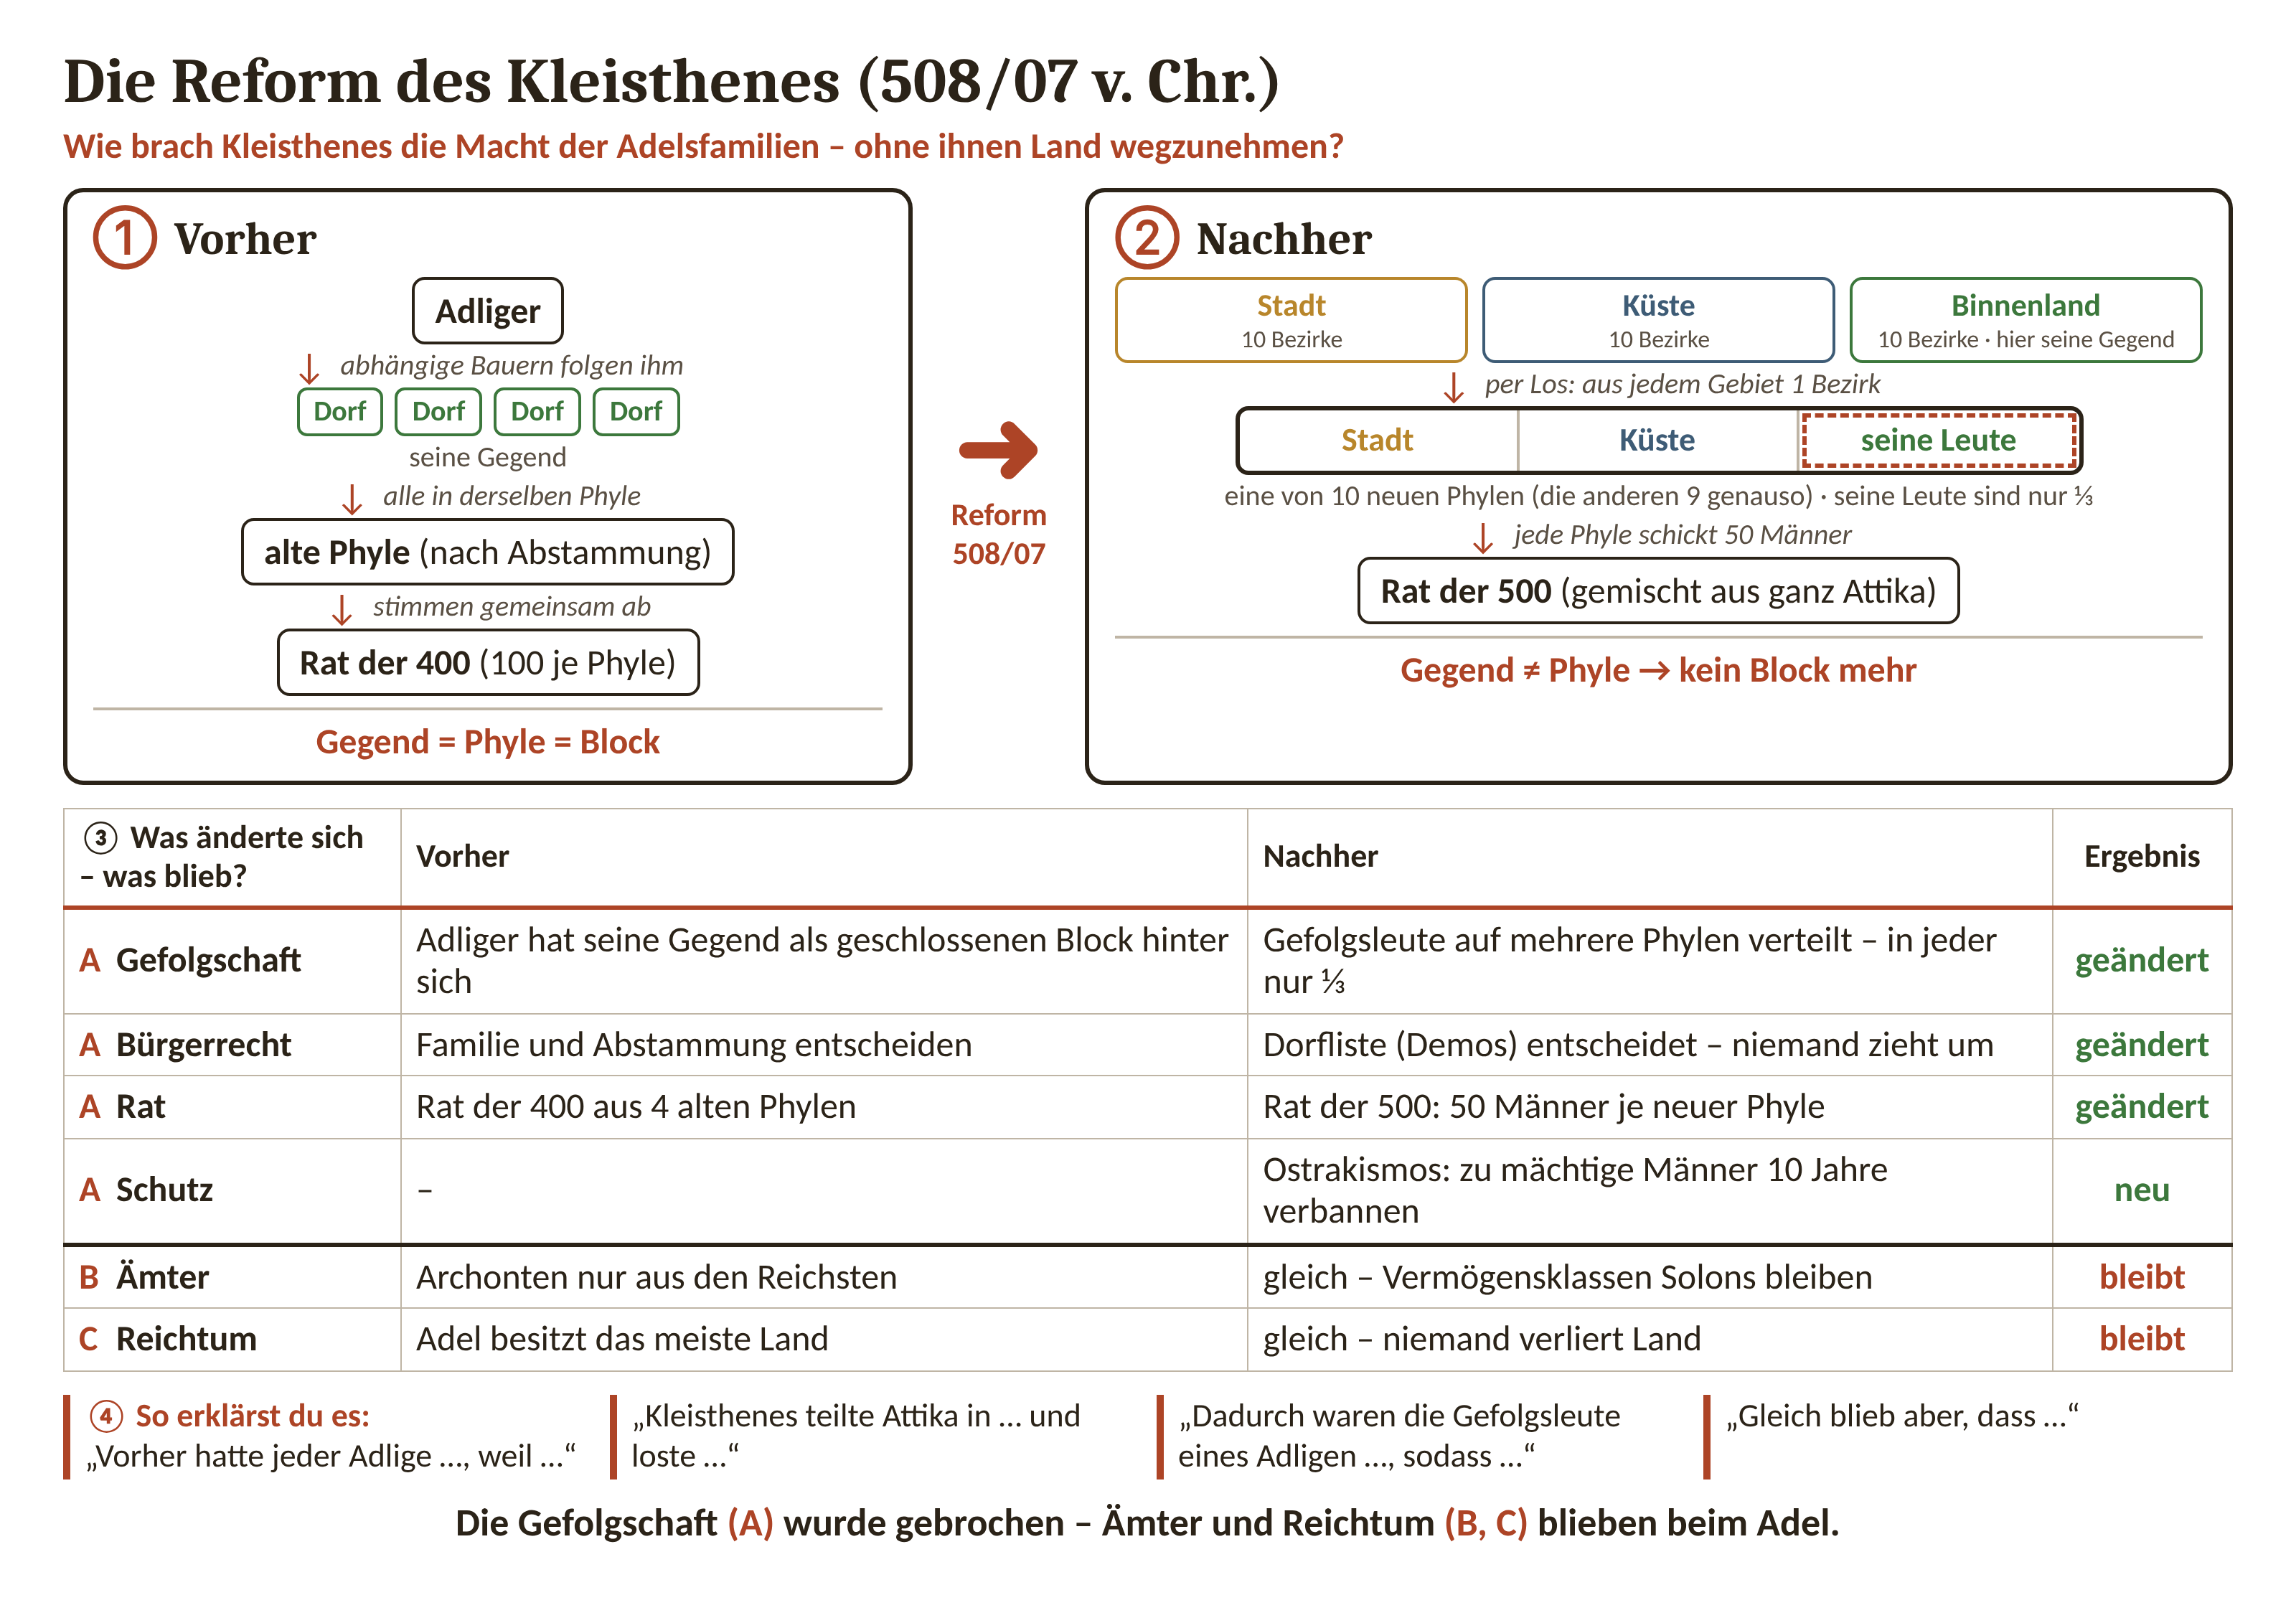 Die Reform des Kleisthenes (508/07 v. Chr.)
Wie brach Kleisthenes die Macht der Adelsfamilien – ohne ihnen Land wegzunehmen?
① Vorher
Adliger
↓ abhängige Bauern folgen ihm
Dorf Dorf Dorf Dorf
seine Gegend
↓ alle in derselben Phyle
alte Phyle (nach Abstammung)
↓ stimmen gemeinsam ab
Rat der 400 (100 je Phyle)
Gegend = Phyle = Block
➜
Reform
508/07
② Nachher
Stadt
10 Bezirke
Küste
10 Bezirke
Binnenland
10 Bezirke · hier seine Gegend
↓ per Los: aus jedem Gebiet 1 Bezirk
Stadt Küste seine Leute
eine von 10 neuen Phylen (die anderen 9 genauso) · seine Leute sind nur ⅓
↓ jede Phyle schickt 50 Männer
Rat der 500 (gemischt aus ganz Attika)
Gegend ≠ Phyle → kein Block mehr
③ Was änderte sich
– was blieb?
Vorher
Nachher
Ergebnis
A Gefolgschaft
Adliger hat seine Gegend als geschlossenen Block hinter
sich
Gefolgsleute auf mehrere Phylen verteilt – in jeder
nur ⅓
geändert
A Bürgerrecht
Familie und Abstammung entscheiden
Dorfliste (Demos) entscheidet – niemand zieht um
geändert
A Rat
Rat der 400 aus 4 alten Phylen
Rat der 500: 50 Männer je neuer Phyle
geändert
A Schutz
–
Ostrakismos: zu mächtige Männer 10 Jahre
verbannen
neu
B Ämter
Archonten nur aus den Reichsten
gleich – Vermögensklassen Solons bleiben
bleibt
C Reichtum
Adel besitzt das meiste Land
gleich – niemand verliert Land
bleibt
④ So erklärst du es:
„Vorher hatte jeder Adlige …, weil …“
„Kleisthenes teilte Attika in … und
loste …“
„Dadurch waren die Gefolgsleute
eines Adligen …, sodass …“
„Gleich blieb aber, dass …“
Die Gefolgschaft (A) wurde gebrochen – Ämter und Reichtum (B, C) blieben beim Adel.